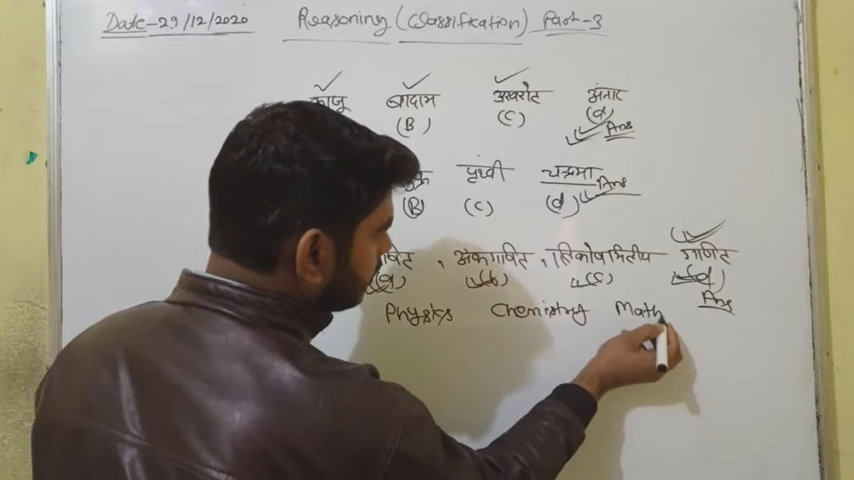 Date-29/12/2020 Reasoning (Classification) Part-3
काजू बादाम अखरोट अंनार
(B) (C) (d) Ans
पृथ्वी चन्द्रमा Ans
(B) (C) (d)
, अंकगणित, त्रिकोणमितीय गणित
(a) (b) (c) (d) Ans
Physics Chemistry Math